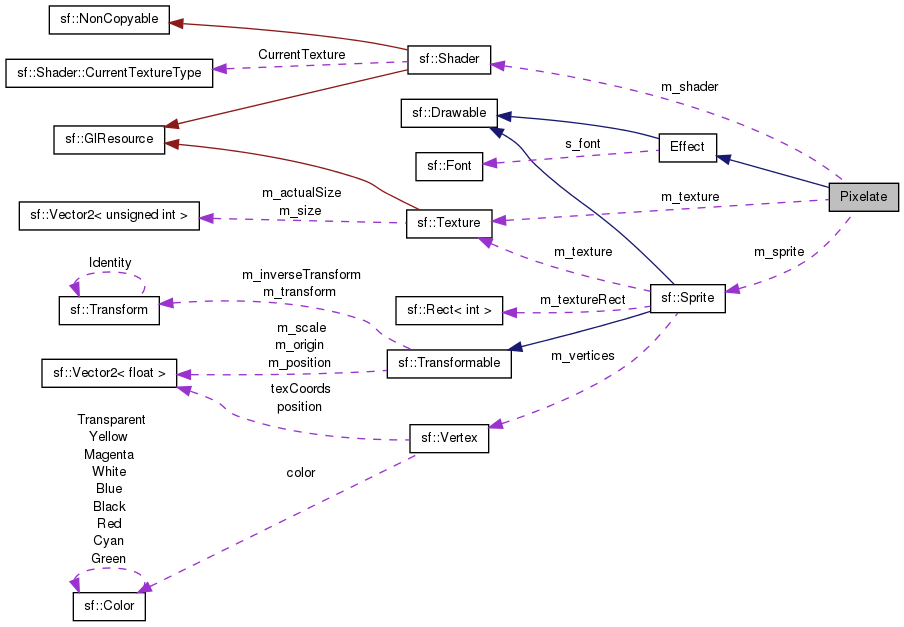 sf::NonCopyable
CurrentTexture
sf::Shader
sf::Shader::CurrentTextureType
m_shader
sf::Drawable
sf::GlResource
s_font
Effect
sf::Font
m_actualSize
m_size
m_texture
Pixelate
sf::Vector2< unsigned int >
sf::Texture
m_texture
m_sprite
Identity
m_inverseTransform
m_transform
m_textureRect
sf::Sprite
sf::Transform
sf::Rect< int >
m_scale
m_origin
m_position
m_vertices
sf::Transformable
sf::Vector2< float >
texCoords
position
Transparent
Yellow
Magenta
White
Blue
Black
Red
Cyan
Green
sf::Vertex
color
sf::Color